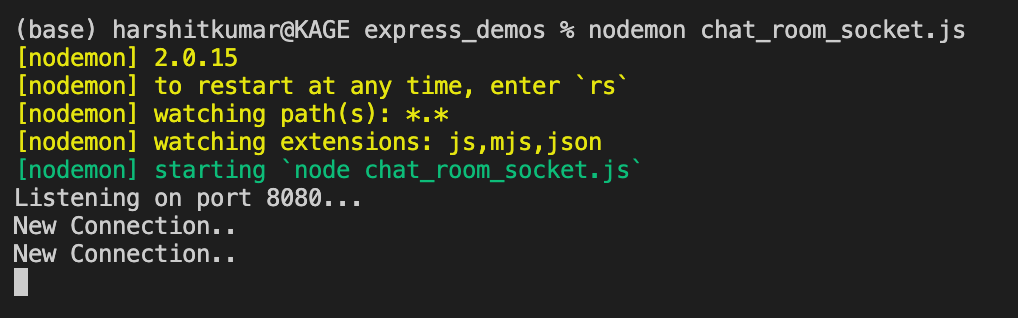 (base) harshitkumar@KAGE express_demos % nodemon chat_room_socket.js
[nodemon] 2.0.15
[nodemon] to restart at any time, enter `rs`
[nodemon] watching path(s): *.*
[nodemon] watching extensions: js,mjs,json
[nodemon] starting `node chat_room_socket.js`
Listening on port 8080...
New Connection..
New Connection..